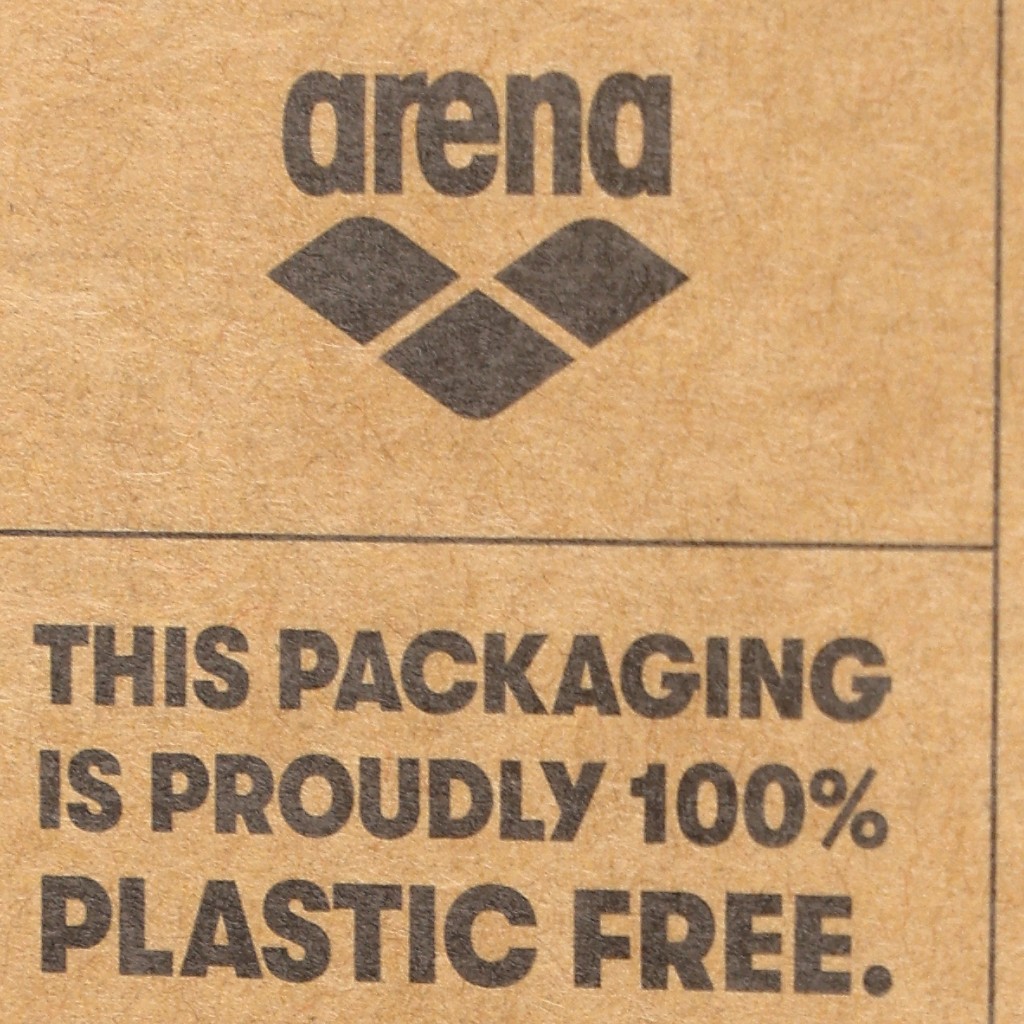 arena
THIS PACKAGING
IS PROUDLY 100%
PLASTIC FREE.